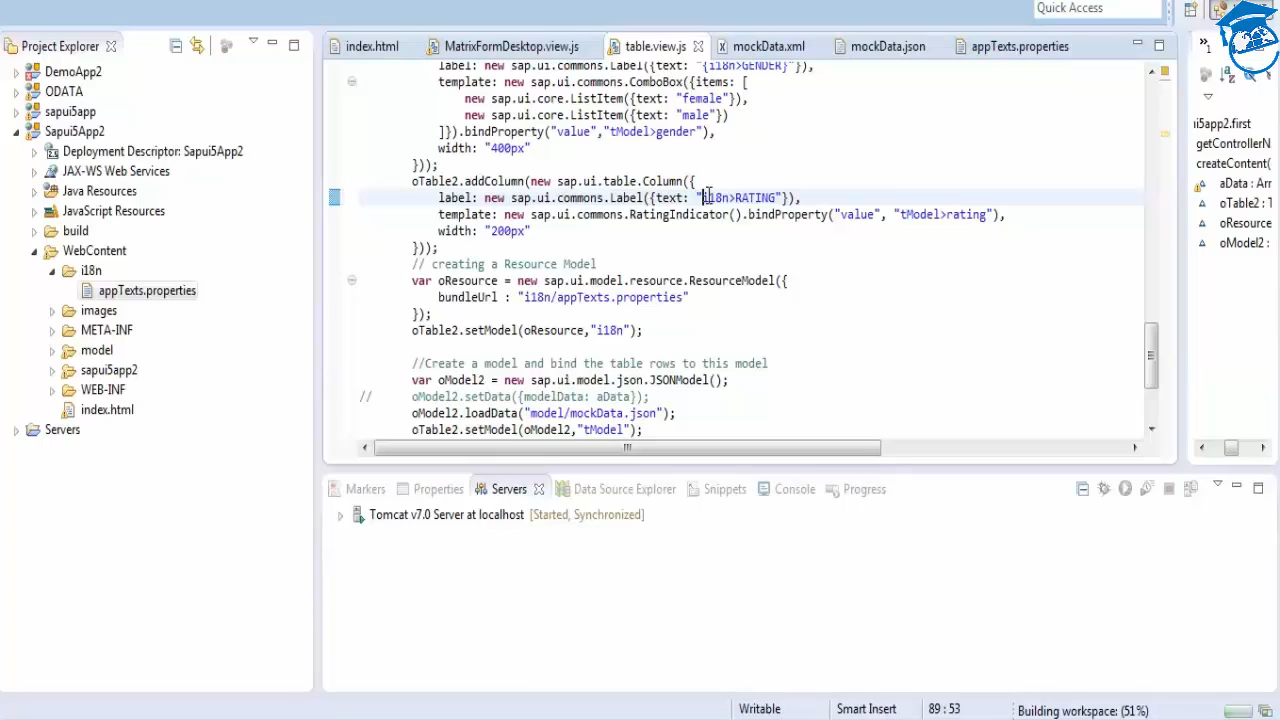 Quick Access
Project Explorer
index.html
MatrixFormDesktop.view.js
table.view.js
mockData.xml
mockData.json
appTexts.properties
DemoApp2
ODATA
sapui5app
Sapui5App2
Deployment Descriptor: Sapui5App2
JAX-WS Web Services
Java Resources
JavaScript Resources
build
WebContent
i18n
appTexts.properties
images
META-INF
model
sapui5app2
WEB-INF
index.html
Servers
label: new sap.ui.commons.Label({text: "{i18n>GENDER}"}),
template: new sap.ui.commons.ComboBox({items: [
new sap.ui.core.ListItem({text: "female"}),
new sap.ui.core.ListItem({text: "male"})
]}).bindProperty("value","tModel>gender"),
width: "400px"
}));
oTable2.addColumn(new sap.ui.table.Column({
label: new sap.ui.commons.Label({text: "i18n>RATING"}),
template: new sap.ui.commons.RatingIndicator().bindProperty("value", "tModel>rating"),
width: "200px"
}));
// creating a Resource Model
var oResource = new sap.ui.model.resource.ResourceModel({
bundleUrl : "i18n/appTexts.properties"
});
oTable2.setModel(oResource,"i18n");
//Create a model and bind the table rows to this model
var oModel2 = new sap.ui.model.json.JSONModel();
// oModel2.setData({modelData: aData});
oModel2.loadData("model/mockData.json");
oTable2.setModel(oModel2,"tModel");
i5app2.first
getControllerN
createContent(
aData : Arr
oTable2 : T
oResource
oModel2 :
Markers
Properties
Servers
Data Source Explorer
Snippets
Console
Progress
Tomcat v7.0 Server at localhost [Started, Synchronized]
Writable
Smart Insert
89 : 53
Building workspace: (51%)